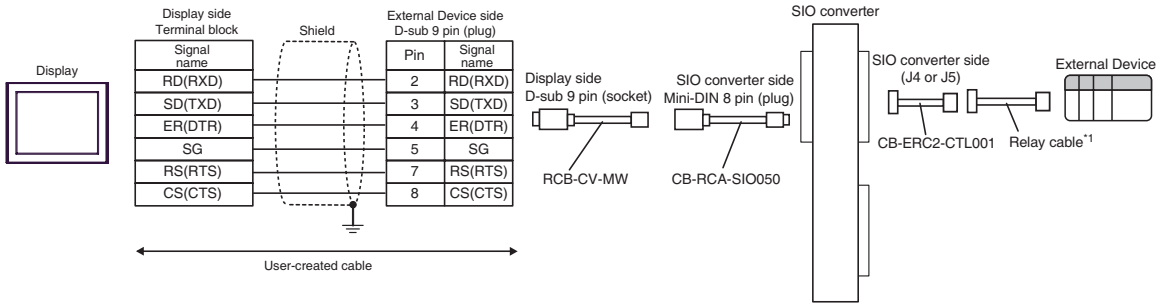 Display
Display side
Terminal block
Shield
External Device side
D-sub 9 pin (plug)
Signal name
Pin
Signal name
RD(RXD) 2 RD(RXD)
SD(TXD) 3 SD(TXD)
ER(DTR) 4 ER(DTR)
SG 5 SG
RS(RTS) 7 RS(RTS)
CS(CTS) 8 CS(CTS)
User-created cable
Display side
D-sub 9 pin (socket)
RCB-CV-MW
SIO converter side
Mini-DIN 8 pin (plug)
CB-RCA-SIO050
SIO converter
SIO converter side
(J4 or J5)
CB-ERC2-CTL001
Relay cable*1
External Device